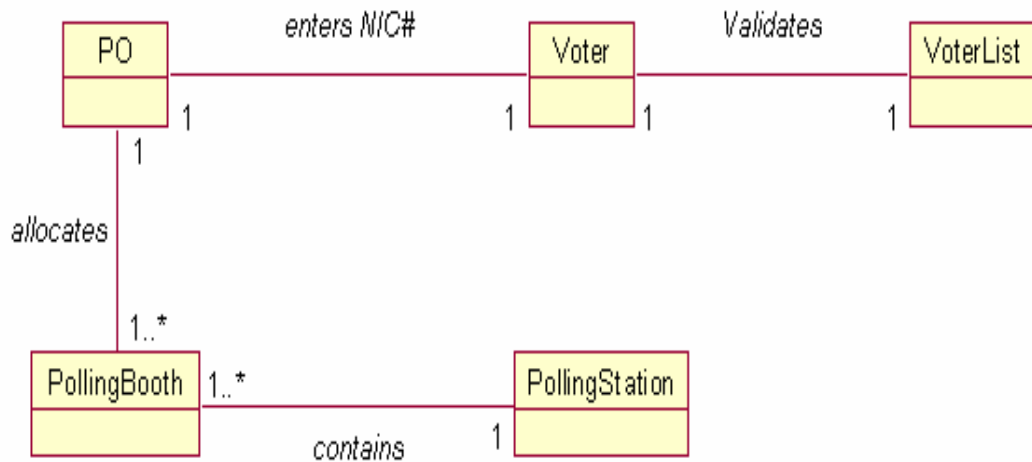 enters NIC#
Validates
PO
Voter
VoterList
1
1
1
1
1
allocates
1..*
PollingBooth
1..*
PollingStation
contains
1